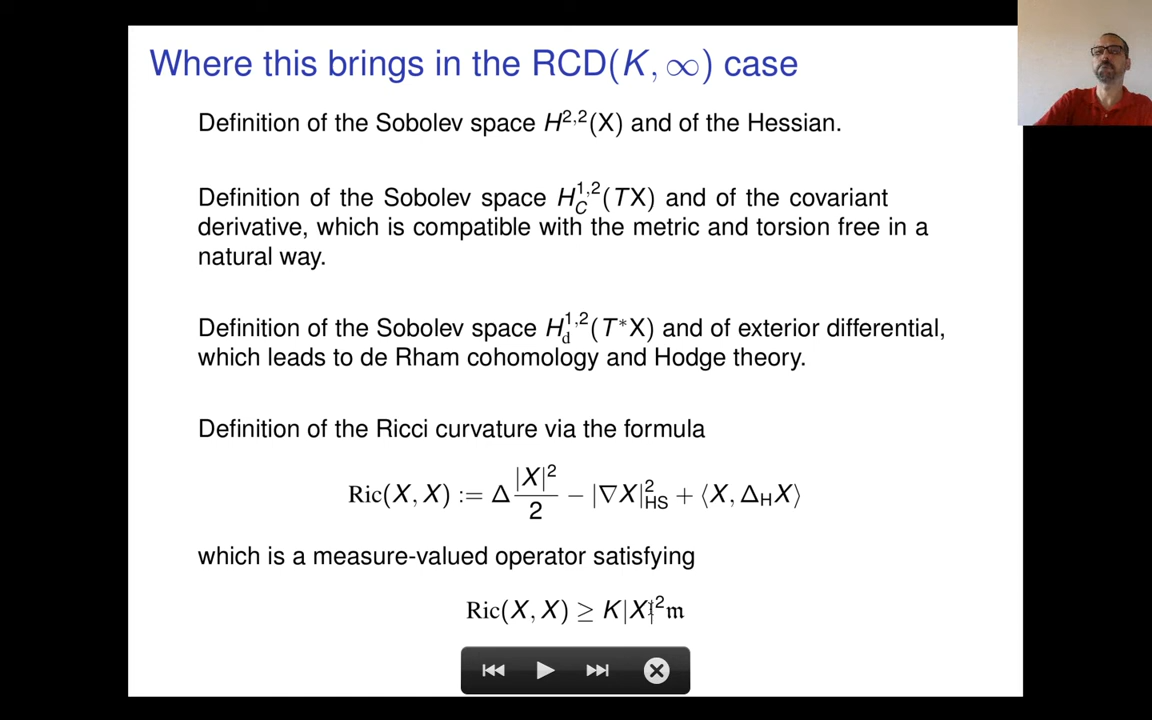 Where this brings in the RCD(K, ∞) case
Definition of the Sobolev space H^{2,2}(X) and of the Hessian.
Definition of the Sobolev space H_C^{1,2}(TX) and of the covariant
derivative, which is compatible with the metric and torsion free in a
natural way.
Definition of the Sobolev space H_d^{1,2}(T*X) and of exterior differential,
which leads to de Rham cohomology and Hodge theory.
Definition of the Ricci curvature via the formula
Ric(X, X) := Δ |X|²/2 − |∇X|²_HS + ⟨X, Δ_H X⟩
which is a measure-valued operator satisfying
Ric(X, X) ≥ K|X|²𝔪